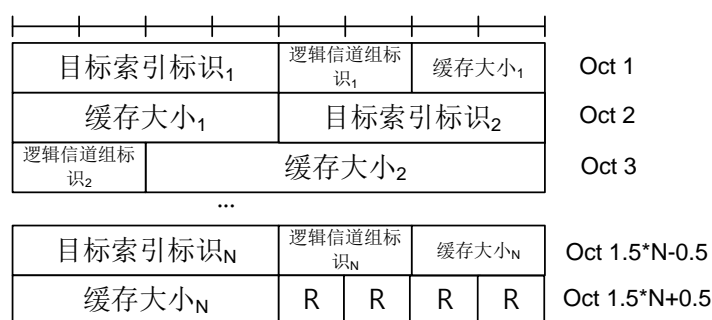 目标索引标识1 逻辑信道组标识1 缓存大小1 Oct 1
缓存大小1 目标索引标识2 Oct 2
逻辑信道组标识2 缓存大小2 Oct 3
...
目标索引标识N 逻辑信道组标识N 缓存大小N Oct 1.5*N-0.5
缓存大小N R R R R Oct 1.5*N+0.5